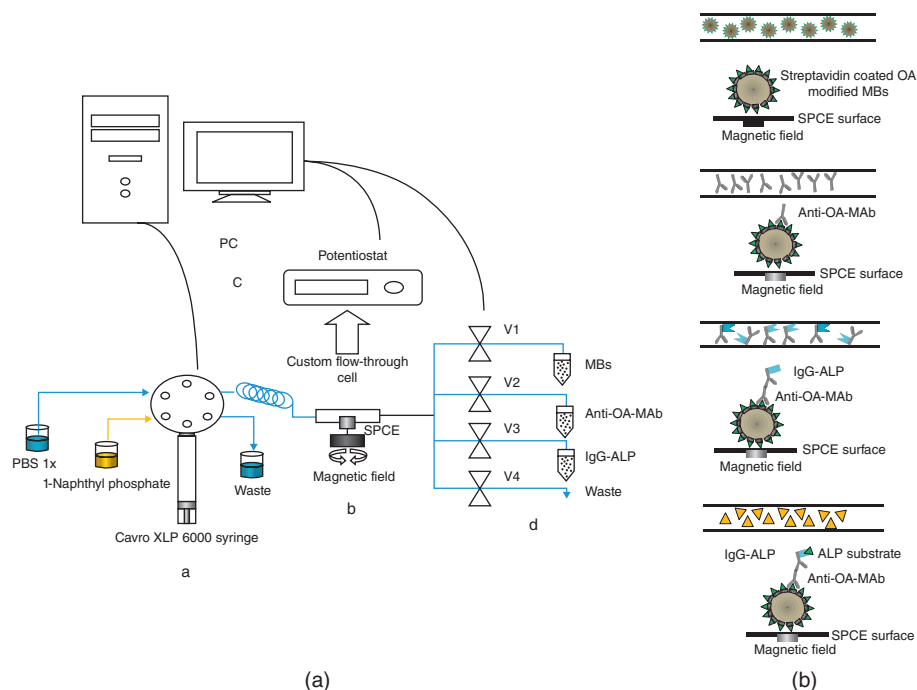 PC
C
Potentiostat
Custom flow-through
cell
V1
MBs
V2
Anti-OA-MAb
V3
IgG-ALP
V4
Waste
d
SPCE
Magnetic field
b
PBS 1x
1-Naphthyl phosphate
Waste
Cavro XLP 6000 syringe
a
(a)
Streptavidin coated OA
modified MBs
SPCE surface
Magnetic field
Anti-OA-MAb
SPCE surface
Magnetic field
IgG-ALP
Anti-OA-MAb
SPCE surface
Magnetic field
IgG-ALP
ALP substrate
Anti-OA-MAb
SPCE surface
Magnetic field
(b)